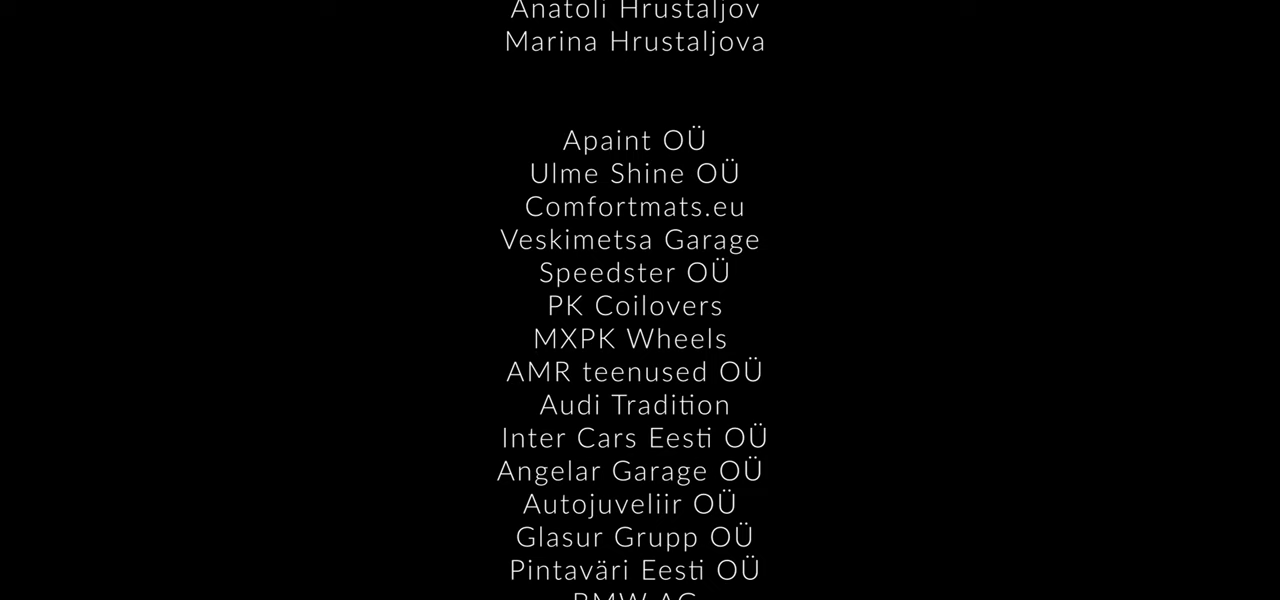 Anatoli Hrustaljov
Marina Hrustaljova
Apaint OÜ
Ulme Shine OÜ
Comfortmats.eu
Veskimetsa Garage
Speedster OÜ
PK Coilovers
MXPK Wheels
AMR teenused OÜ
Audi Tradition
Inter Cars Eesti OÜ
Angelar Garage OÜ
Autojuveliir OÜ
Glasur Grupp OÜ
Pintaväri Eesti OÜ
BMW AG